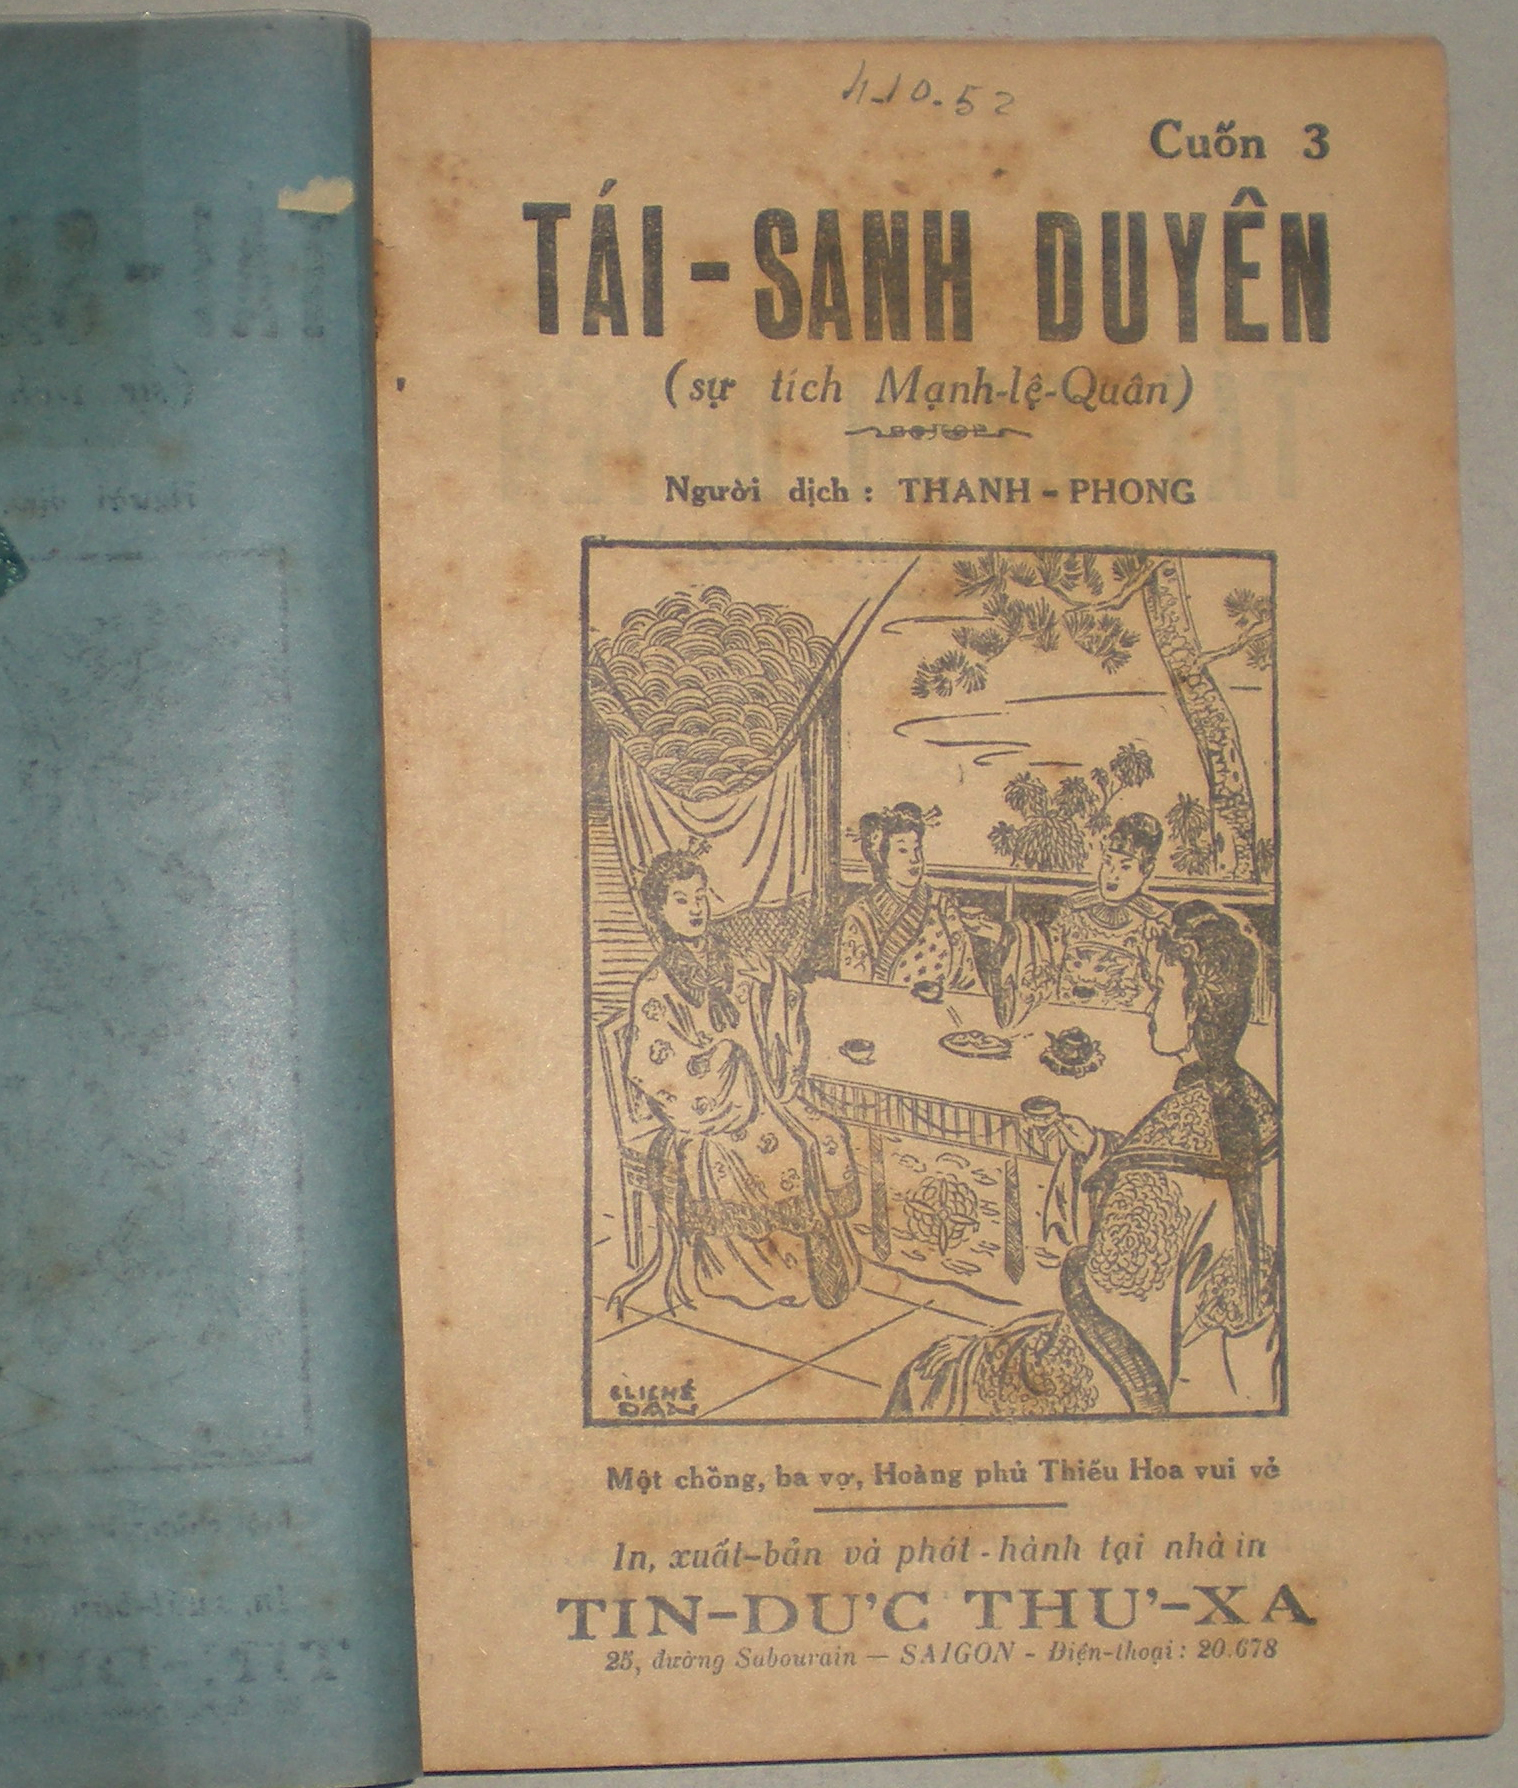 4.10.52
Cuốn 3
TÁI - SANH DUYÊN
(sự tích Mạnh-lệ-Quân)
Người dịch : THANH - PHONG
CLICHÉ
DÂN
Một chồng, ba vợ, Hoàng phủ Thiếu Hoa vui vẻ
In, xuất-bản và phát-hành tại nhà in
TIN-DƯ'C THƯ'-XA
25, đường Sabourain — SAIGON - Điện-thoại : 20.678